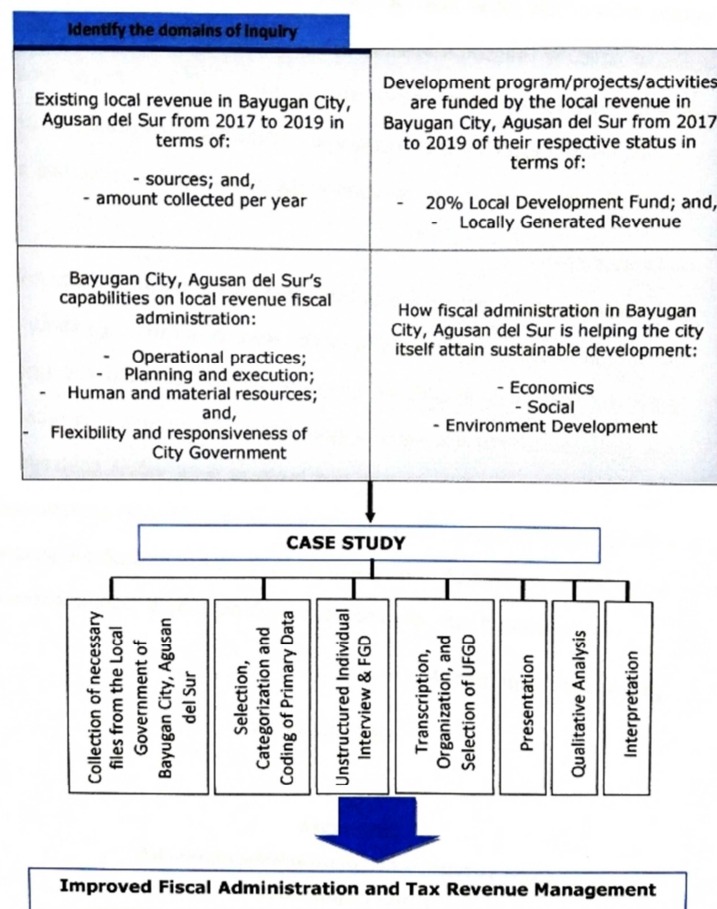 Identify the domains of Inquiry
Existing local revenue in Bayugan City,
Agusan del Sur from 2017 to 2019 in
terms of:
- sources; and,
- amount collected per year
Development program/projects/activities
are funded by the local revenue in
Bayugan City, Agusan del Sur from 2017
to 2019 of their respective status in
terms of:
- 20% Local Development Fund; and,
- Locally Generated Revenue
Bayugan City, Agusan del Sur's
capabilities on local revenue fiscal
administration:
- Operational practices;
- Planning and execution;
- Human and material resources;
and,
- Flexibility and responsiveness of
City Government
How fiscal administration in Bayugan
City, Agusan del Sur is helping the city
itself attain sustainable development:
- Economics
- Social
- Environment Development
CASE STUDY
Collection of necessary
files from the Local
Government of
Bayugan City, Agusan
del Sur
Selection,
Categorization and
Coding of Primary Data
Unstructured Individual
Interview & FGD
Transcription,
Organization, and
Selection of UFGD
Presentation
Qualitative Analysis
Interpretation
Improved Fiscal Administration and Tax Revenue Management